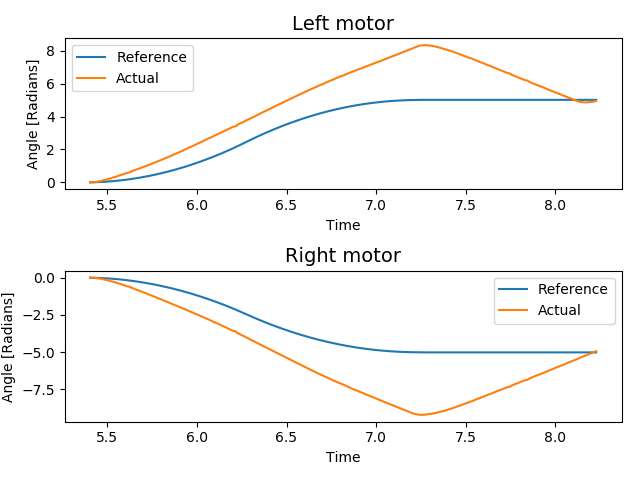 Left motor
Reference
Actual
Angle [Radians]
8
6
4
2
0
5.5 6.0 6.5 7.0 7.5 8.0
Time
Right motor
Reference
Actual
Angle [Radians]
0.0
−2.5
−5.0
−7.5
5.5 6.0 6.5 7.0 7.5 8.0
Time